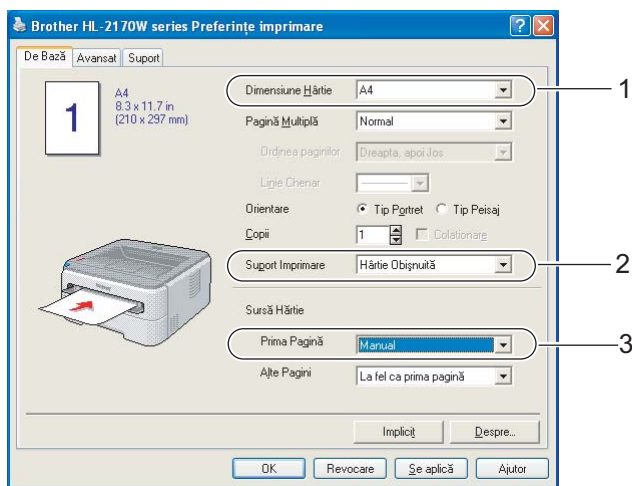 Brother HL-2170W series Preferinţe imprimare
De Bază Avansat Suport
1
A4
8.3 x 11.7 in
(210 x 297 mm)
Dimensiune Hârtie A4 1
Pagină Multiplă Normal
Ordinea paginilor Dreapta, apoi Jos
Linie Chenar
Orientare Tip Portret Tip Peisaj
Copii 1 Colationare
Suport Imprimare Hârtie Obişnuită 2
Sursă Hârtie
Prima Pagină Manual 3
Alte Pagini La fel ca prima pagină
Implicit Despre...
OK Revocare Se aplică Ajutor